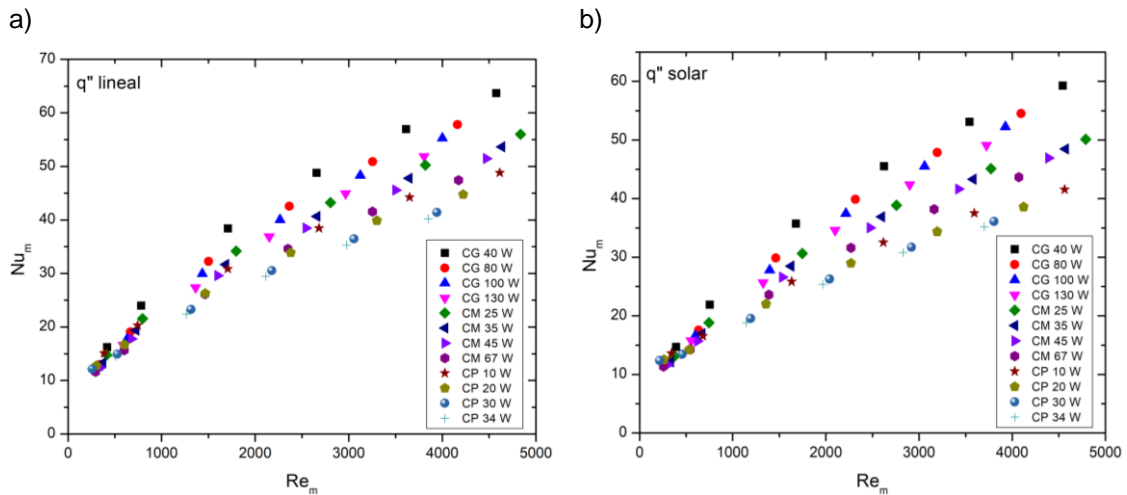 a)
q" lineal
Nu_m
70
60
50
40
30
20
10
0
0 1000 2000 3000 4000 5000
Re_m
CG 40 W
CG 80 W
CG 100 W
CG 130 W
CM 25 W
CM 35 W
CM 45 W
CM 67 W
CP 10 W
CP 20 W
CP 30 W
CP 34 W
b)
q" solar
Nu_m
60
50
40
30
20
10
0
0 1000 2000 3000 4000 5000
Re_m
CG 40 W
CG 80 W
CG 100 W
CG 130 W
CM 25 W
CM 35 W
CM 45 W
CM 67 W
CP 10 W
CP 20 W
CP 30 W
CP 34 W